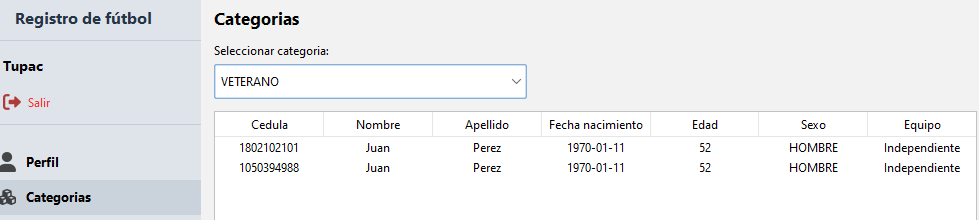 Registro de fútbol
Tupac
Salir
Perfil
Categorias
Categorias
Seleccionar categoria:
VETERANO
Cedula Nombre Apellido Fecha nacimiento Edad Sexo Equipo
1802102101 Juan Perez 1970-01-11 52 HOMBRE Independiente
1050394988 Juan Perez 1970-01-11 52 HOMBRE Independiente